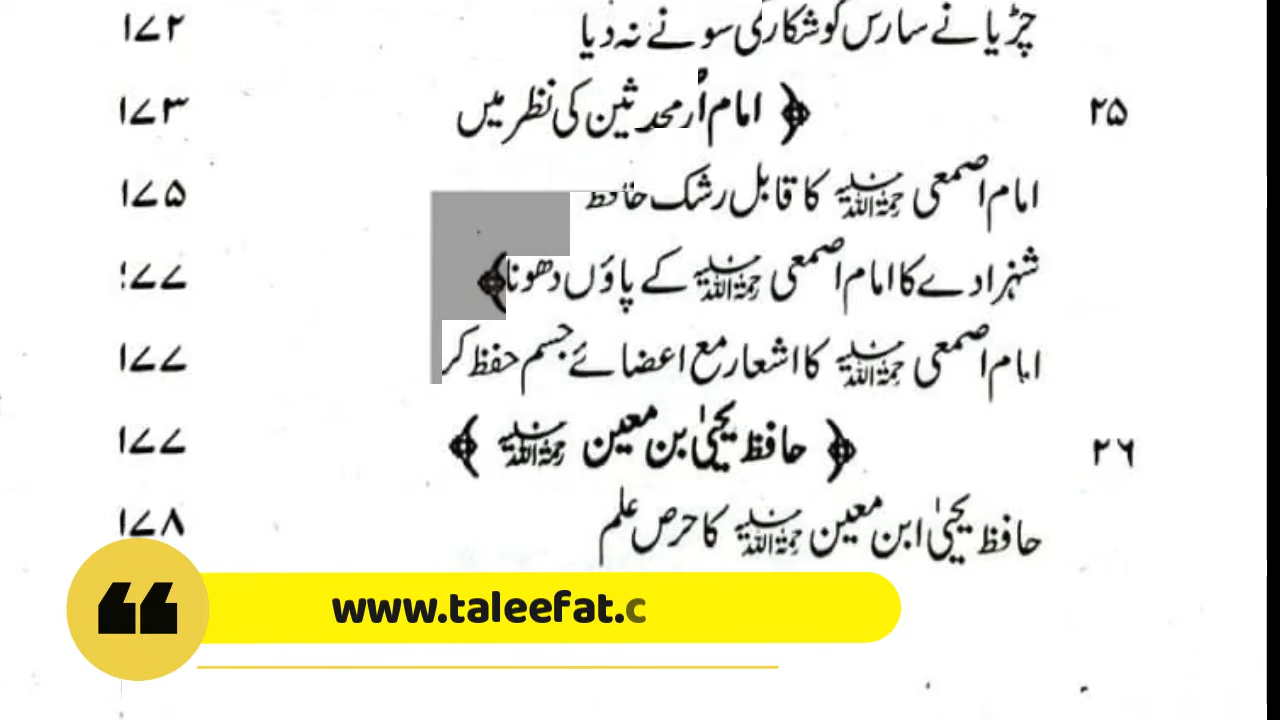 چڑیا نے سارس کو شکاری سونے نہ دیا ۱۷۲
۲۵ ﴿ امام محدثین کی نظر میں ۱۷۳
امام اصمعی رحمۃ اللہ علیہ کا قابل رشک حافظ ۱۷۵
شہزادے کا امام اصمعی رحمۃ اللہ علیہ کے پاؤں دھونا ﴾ ۱۷۷
امام اصمعی رحمۃ اللہ علیہ کا اشعار مع اعضائے جسم حفظ کر ۱۷۷
۲۶ ﴿ حافظ یحییٰ بن معین رحمۃ اللہ علیہ ﴾ ۱۷۷
حافظ یحییٰ ابن معین رحمۃ اللہ علیہ کا حرص علم ۱۷۸
www.taleefat.c